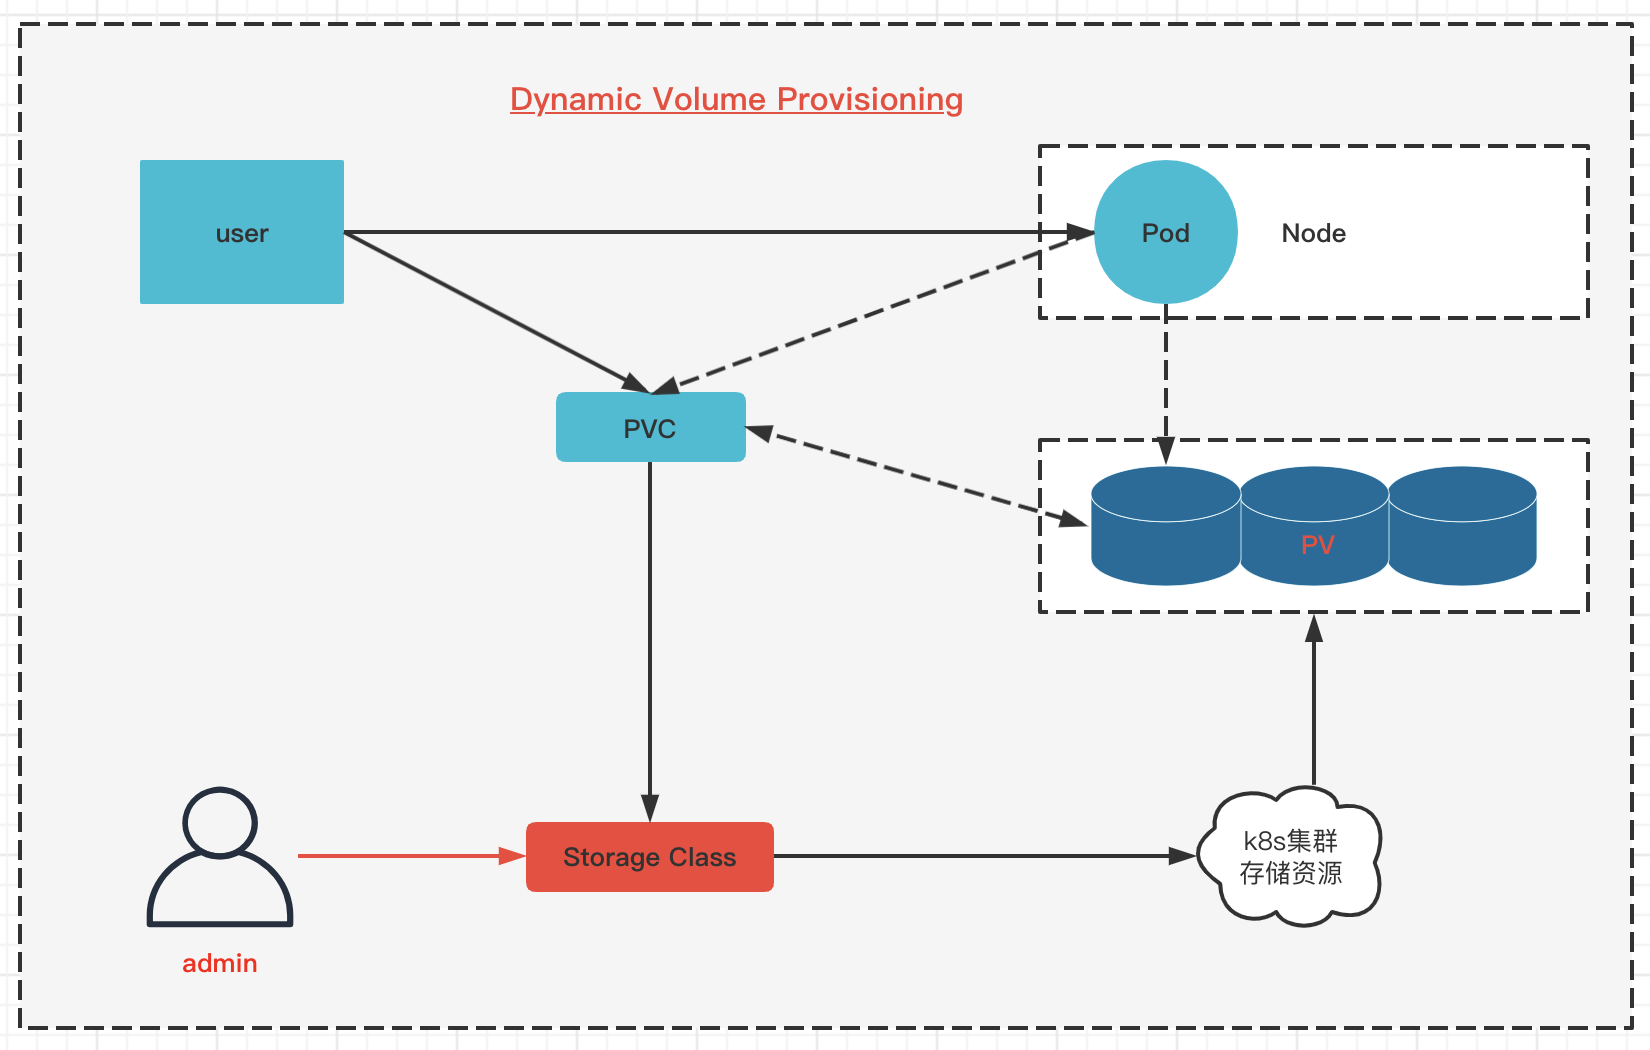 Dynamic Volume Provisioning
user
Pod
Node
PVC
PV
Storage Class
k8s集群
存储资源
admin